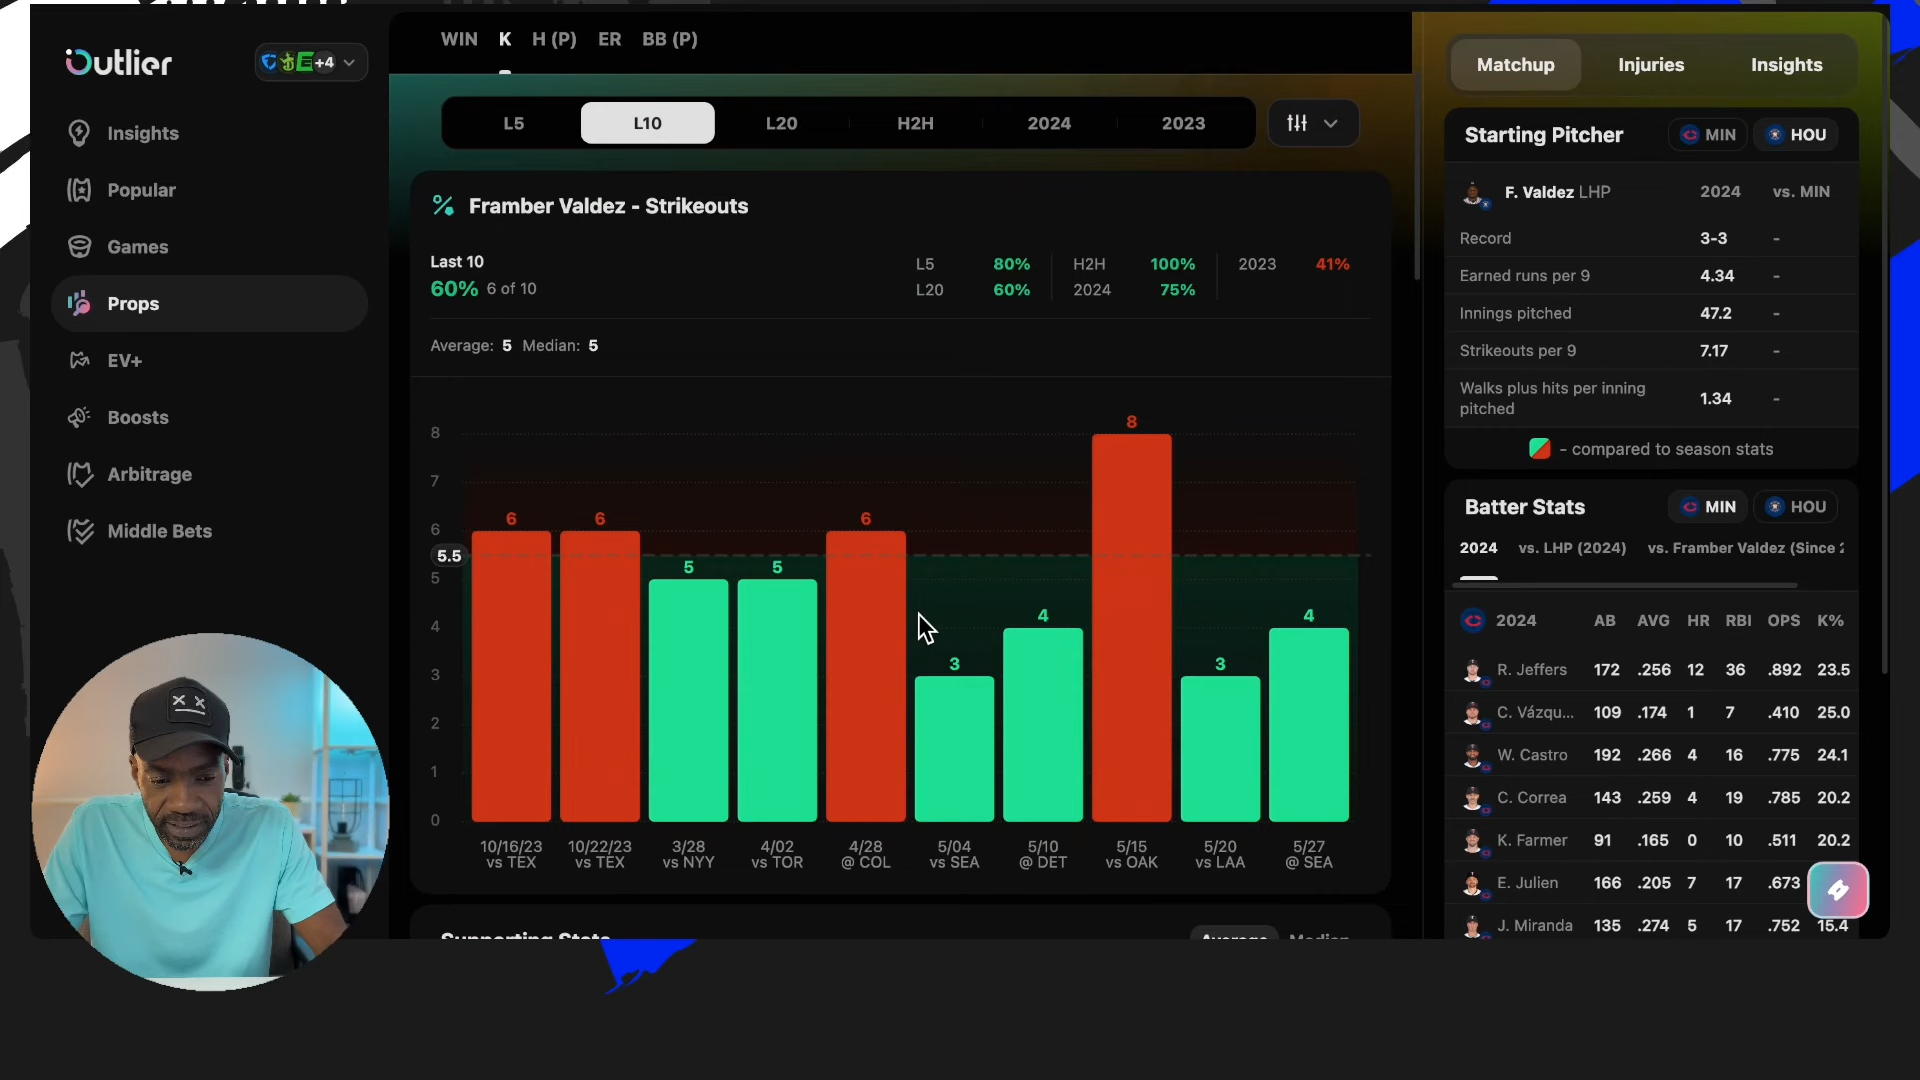 Outlier
+4
Insights
Popular
Games
Props
EV+
Boosts
Arbitrage
Middle Bets
WIN K H (P) ER BB (P)
L5 L10 L20 H2H 2024 2023
Framber Valdez - Strikeouts
Last 10
60% 6 of 10
L5 80% H2H 100% 2023 41%
L20 60% 2024 75%
Average: 5 Median: 5
8
7
6
5.5
5
4
3
2
1
0
6 6 5 5 6 3 4 8 3 4
10/16/23 10/22/23 3/28 4/02 4/28 5/04 5/10 5/15 5/20 5/27
vs TEX vs TEX vs NYY vs TOR @ COL vs SEA @ DET vs OAK vs LAA @ SEA
Supporting Stats Average Median
Matchup Injuries Insights
Starting Pitcher MIN HOU
F. Valdez LHP 2024 vs. MIN
Record 3-3 -
Earned runs per 9 4.34 -
Innings pitched 47.2 -
Strikeouts per 9 7.17 -
Walks plus hits per inning
pitched 1.34 -
- compared to season stats
Batter Stats MIN HOU
2024 vs. LHP (2024) vs. Framber Valdez (Since
2024 AB AVG HR RBI OPS K%
R. Jeffers 172 .256 12 36 .892 23.5
C. Vázqu... 109 .174 1 7 .410 25.0
W. Castro 192 .266 4 16 .775 24.1
C. Correa 143 .259 4 19 .785 20.2
K. Farmer 91 .165 0 10 .511 20.2
E. Julien 166 .205 7 17 .673
J. Miranda 135 .274 5 17 .752 15.4